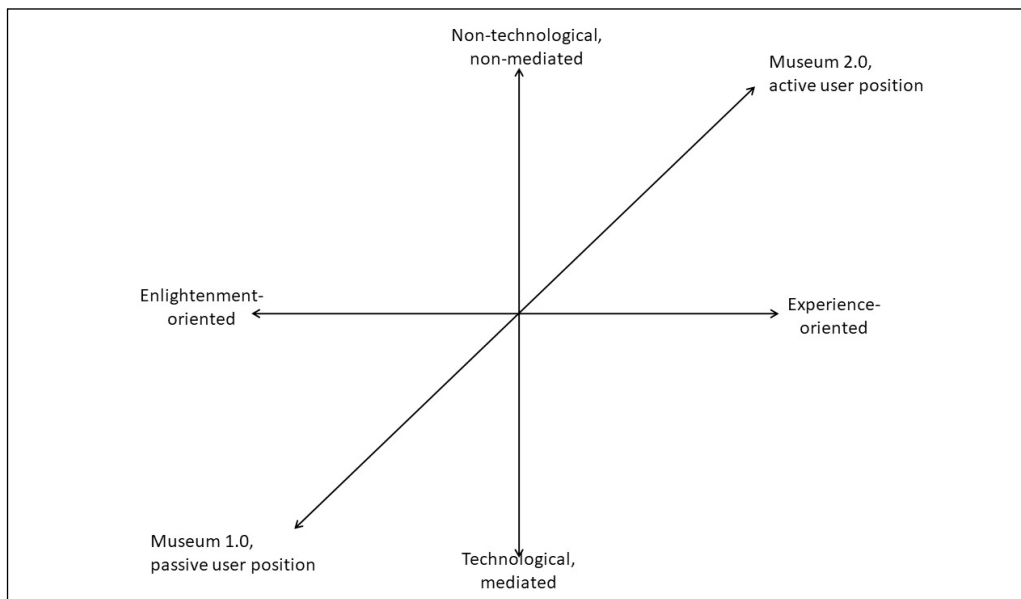 Non-technological,
non-mediated
Museum 2.0,
active user position
Enlightenment-
oriented
Experience-
oriented
Museum 1.0,
passive user position
Technological,
mediated